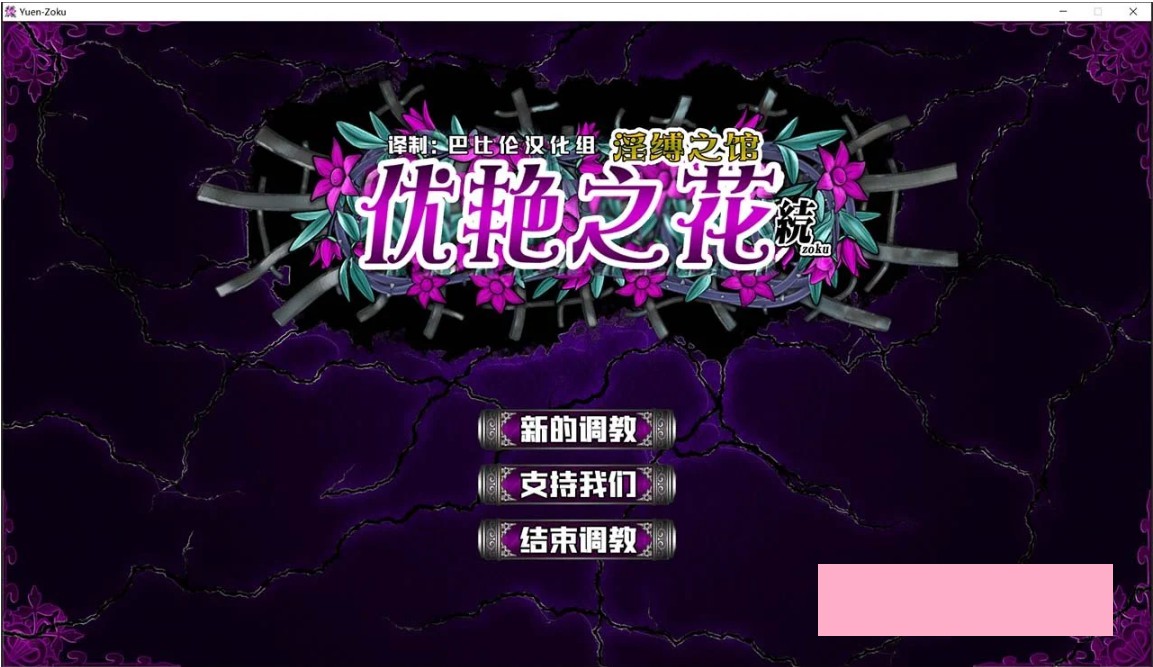 Yuen-Zoku
译制：巴比伦汉化组 淫缚之馆
优艳之花 続
zoku
新的调教
支持我们
结束调教